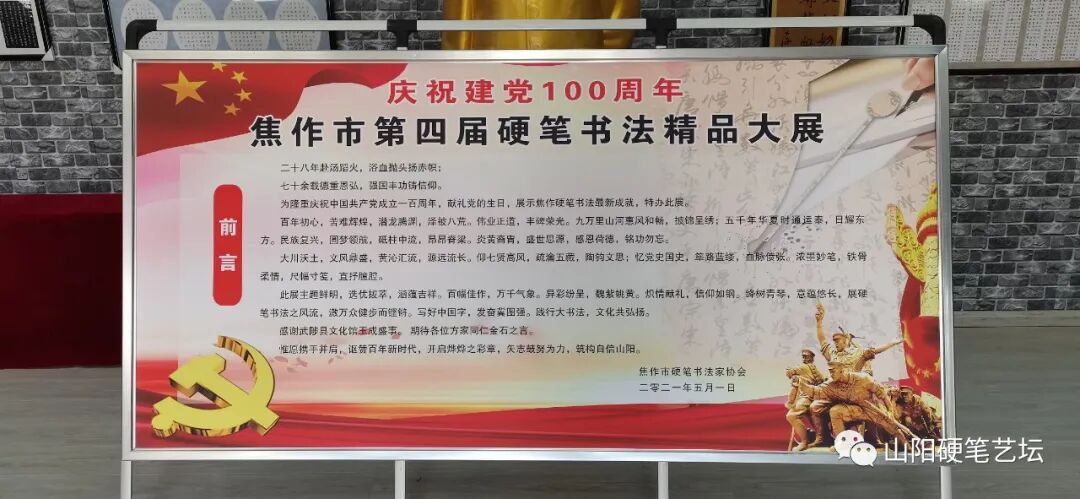 庆祝建党100周年
焦作市第四届硬笔书法精品大展
前言
二十八年赴汤蹈火，浴血抛头扬赤帜；
七十余载德重恩弘，强国丰功铸信仰。
为隆重庆祝中国共产党成立一百周年，献礼党的生日，展示焦作硬笔书法最新成就，特办此展。
百年初心，苦难辉煌，潜龙腾渊，泽被八荒。伟业正道，丰碑荣光。九万里山河惠风和畅，披锦呈绣；五千年华夏时通运泰，日耀东
方。民族复兴，圆梦领航，砥柱中流，昂昂脊梁。炎黄裔胄，盛世思源，感恩荷德，铭功勿忘。
大川沃土，文风鼎盛，黄沁汇流，源远流长。仰七贤高风，疏瀹五藏，陶钧文思；忆党史国史，筚路蓝缕，血脉偾张。浓墨妙笔，铁骨
柔情，尺幅寸笺，直抒臆腔。
此展主题鲜明，选优拔萃，涵蕴吉祥。百幅佳作，万千气象。异彩纷呈，魏紫姚黄。炽情献礼，信仰如钢。绛树青琴，意蕴悠长，展硬
笔书法之风流，激万众健步而铿锵。写好中国字，发奋冀图强。践行大书法，文化共弘扬。
感谢武陟县文化馆玉成盛事。期待各位方家同仁金石之言。
惟愿携手并肩，讴赞百年新时代，开启烨烨之彩章，矢志鼓努为力，筑构自信山阳。
焦作市硬笔书法家协会
二零二一年五月一日
山阳硬笔艺坛